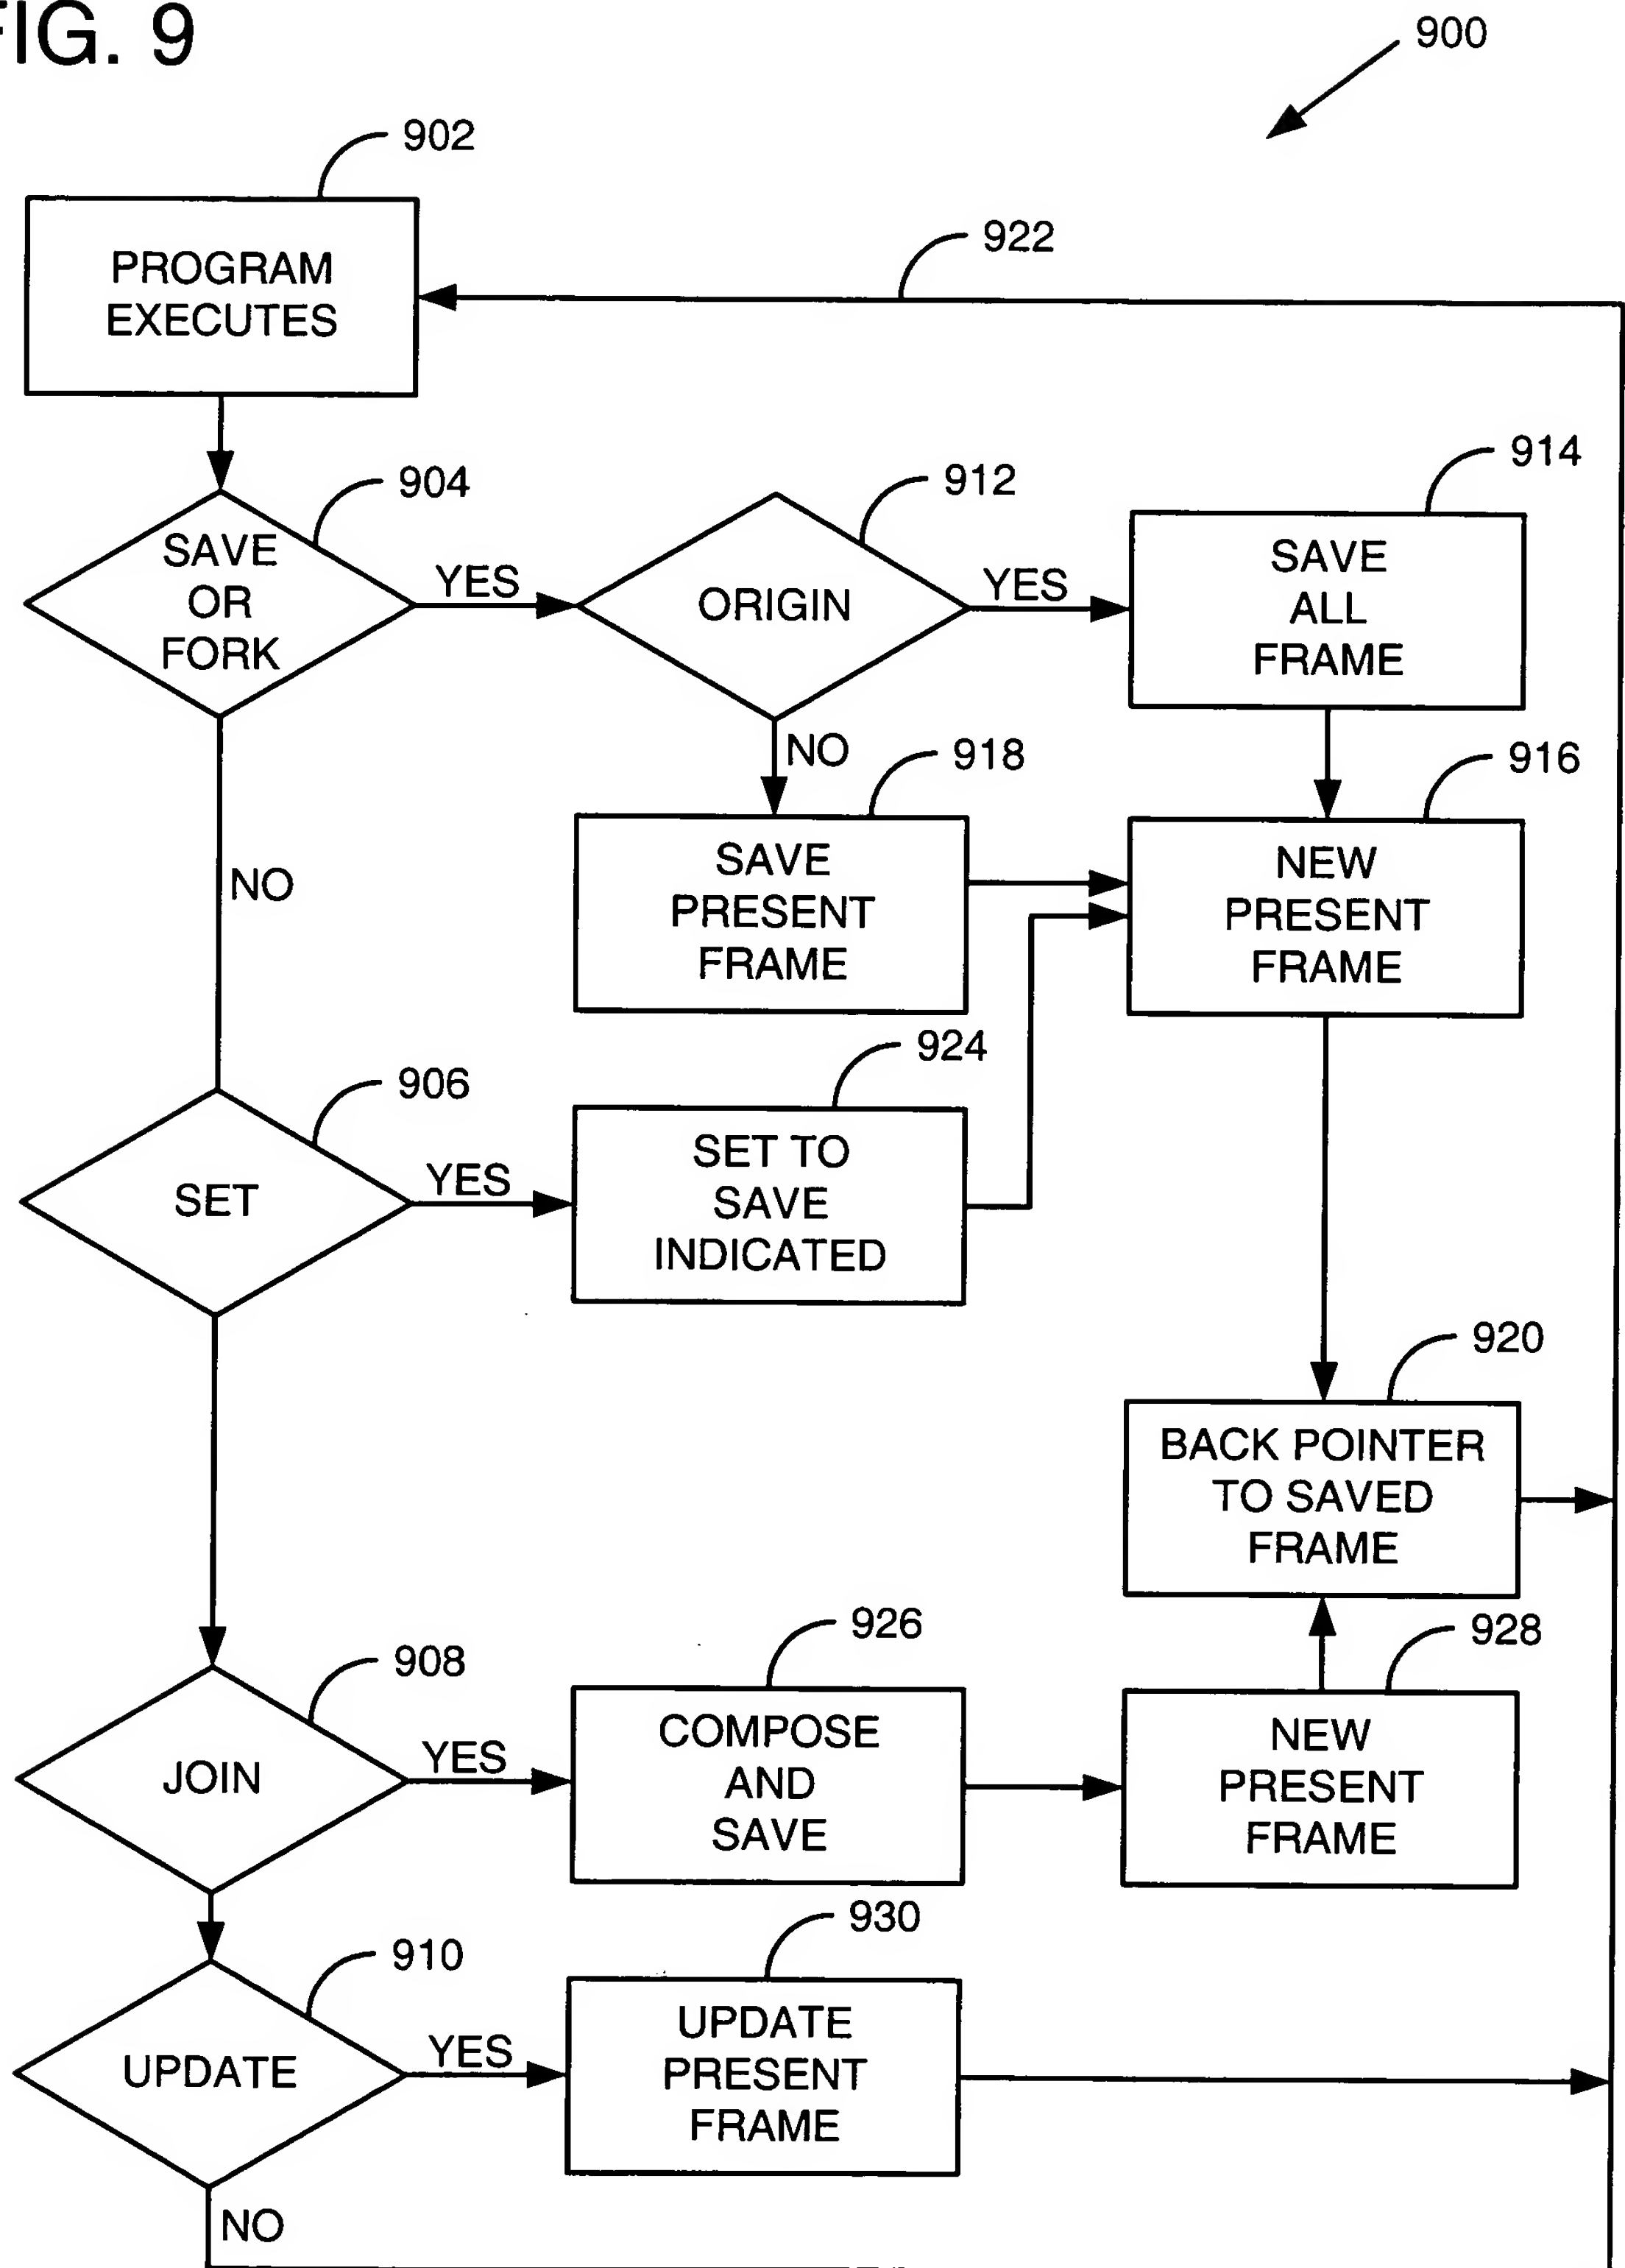 FIG. 9
900
902
PROGRAM
EXECUTES
922
904
SAVE
OR
FORK
YES
912
ORIGIN
YES
914
SAVE
ALL
FRAME
NO
NO
918
SAVE
PRESENT
FRAME
916
NEW
PRESENT
FRAME
906
SET
YES
924
SET TO
SAVE
INDICATED
920
BACK POINTER
TO SAVED
FRAME
908
JOIN
YES
926
COMPOSE
AND
SAVE
928
NEW
PRESENT
FRAME
910
UPDATE
YES
930
UPDATE
PRESENT
FRAME
NO